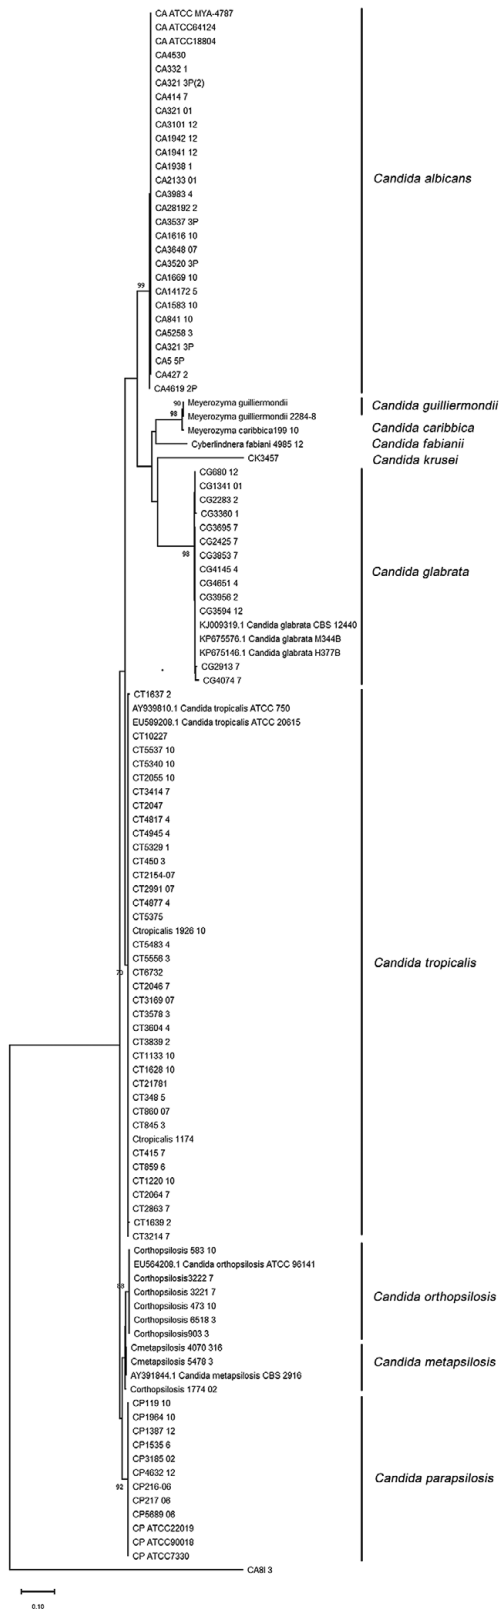 CA ATCC MYA-4787
CA ATCC64124
CA ATCC18804
CA4530
CA332 1
CA321 3P(2)
CA414 7
CA321 01
CA3101 12
CA1942 12
CA1941 12
CA1938 1
CA2133 01
Candida albicans
CA3983 4
CA28192 2
CA3537 3P
CA1616 10
CA3648 07
CA3520 3P
CA1669 10
99
CA14172 5
CA1583 10
CA841 10
CA5258 3
CA321 3P
CA5 5P
CA427 2
CA4619 2P
90
Meyerozyma guilliermondii
Candida guilliermondii
98
Meyerozyma guilliermondii 2284-8
Meyerozyma caribbica199 10
Candida caribbica
Cyberlindnera fabiani 4985 12
Candida fabianii
CK3457
Candida krusei
CG680 12
CG1341 01
CG2283 2
CG3360 1
CG3695 7
CG2425 7
98
CG3853 7
CG4145 4
Candida glabrata
CG4651 4
CG3956 2
CG3594 12
KJ009319.1 Candida glabrata CBS 12440
KP675576.1 Candida glabrata M344B
KP675146.1 Candida glabrata H377B
CG2913 7
CG4074 7
CT1637 2
AY939810.1 Candida tropicalis ATCC 750
EU589208.1 Candida tropicalis ATCC 20615
CT10227
CT5537 10
CT5340 10
CT2055 10
CT3414 7
CT2047
CT4817 4
CT4945 4
CT5329 1
CT450 3
CT2154-07
CT2991 07
CT4877 4
CT5375
Ctropicalis 1926 10
CT5483 4
CT5556 3
Candida tropicalis
70
CT6732
CT2046 7
CT3169 07
CT3578 3
CT3604 4
CT3839 2
CT1133 10
CT1628 10
CT21781
CT348 5
CT860 07
CT845 3
Ctropicalis 1174
CT415 7
CT859 6
CT1220 10
CT2064 7
CT2863 7
CT1639 2
CT3214 7
Corthopsilosis 583 10
EU564208.1 Candida orthopsilosis ATCC 96141
Corthopsilosis3222 7
Corthopsilosis 3221 7
Candida orthopsilosis
Corthopsilosis 473 10
Corthopsilosis 6518 3
Corthopsilosis903 3
Cmetapsilosis 4070 316
Cmetapsilosis 5478 3
Candida metapsilosis
AY391844.1 Candida metapsilosis CBS 2916
Corthopsilosis 1774 02
CP119 10
CP1964 10
CP1387 12
CP1535 6
CP3185 02
CP4632 12
Candida parapsilosis
92
CP216-06
CP217 06
CP5689 06
CP ATCC22019
CP ATCC90018
CP ATCC7330
CA8I 3
0.10